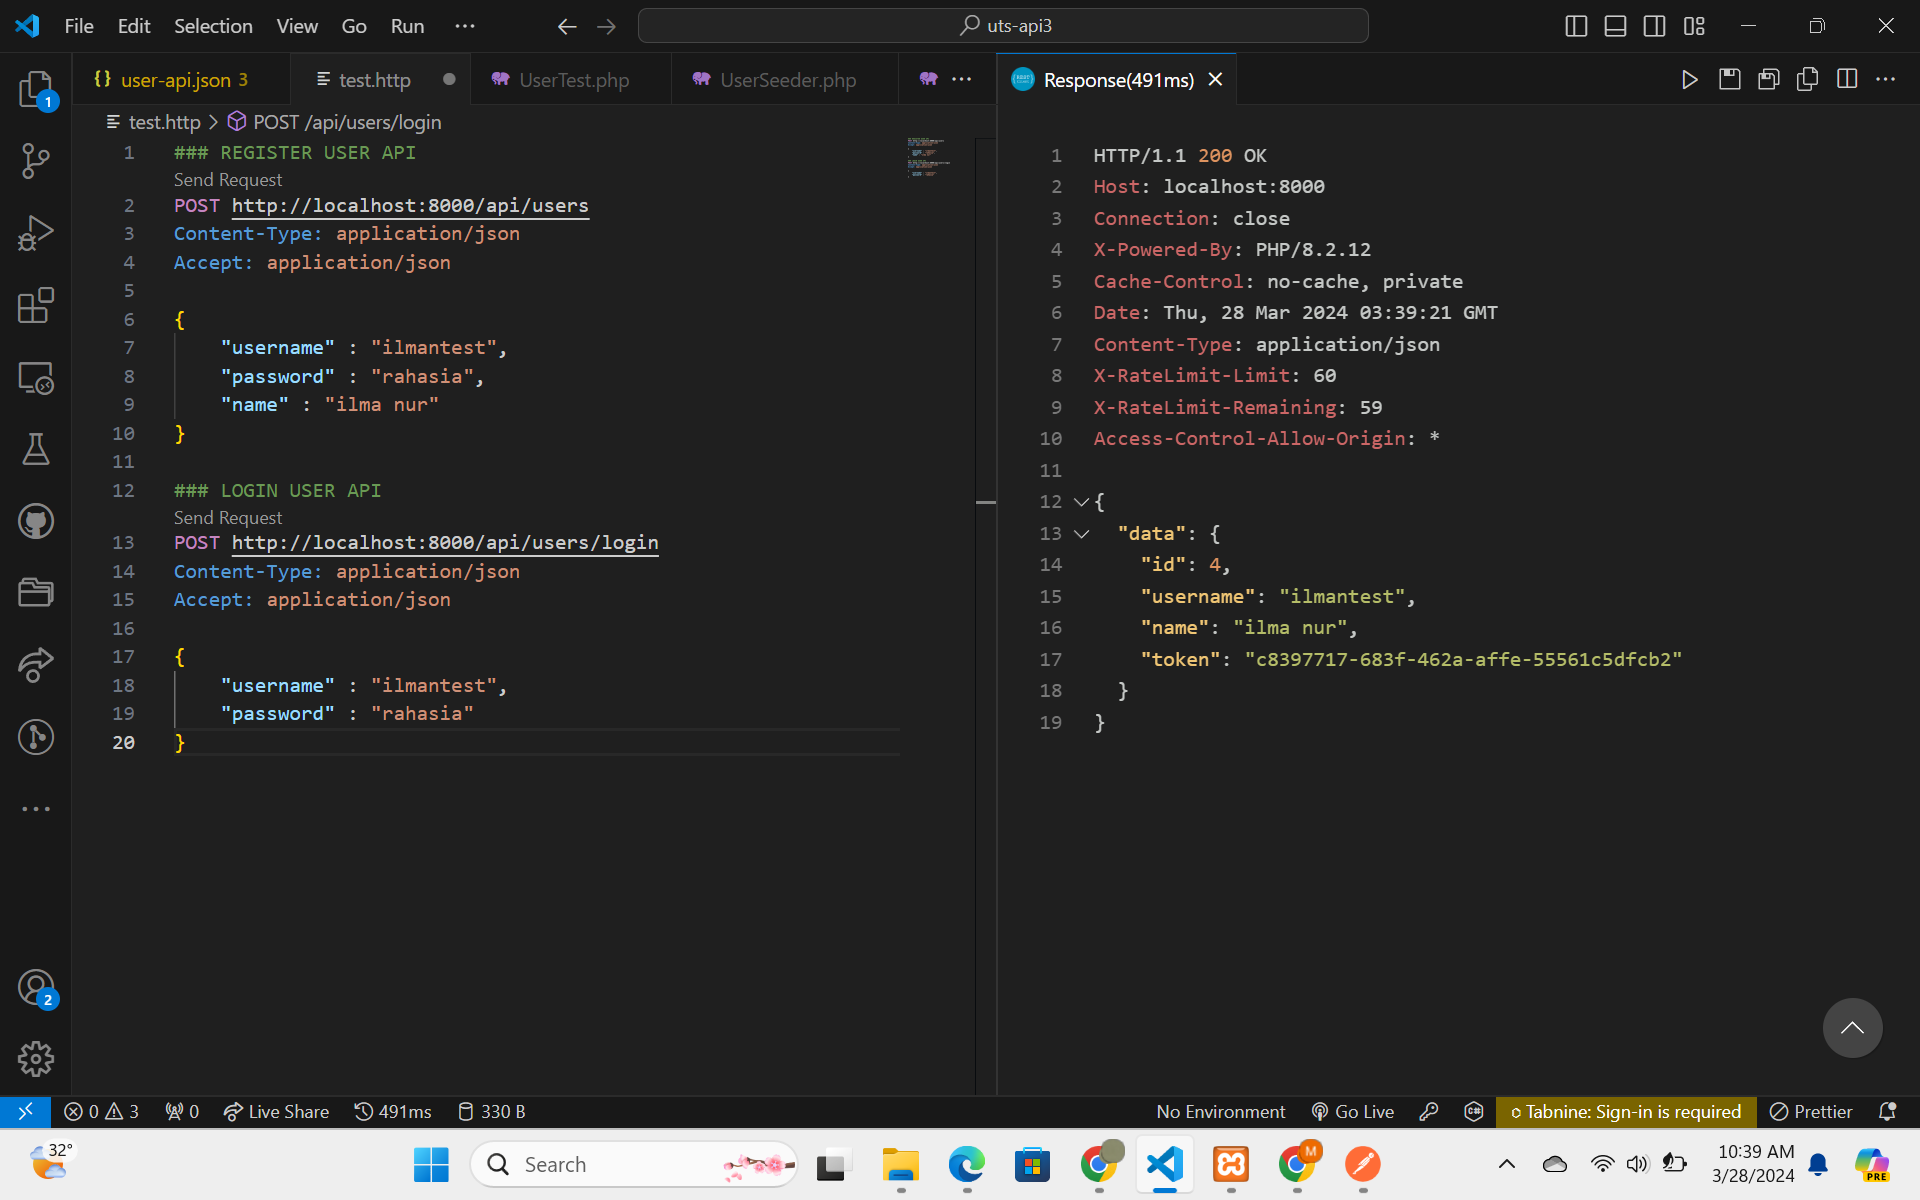 File Edit Selection View Go Run ··· uts-api3
user-api.json 3 test.http UserTest.php UserSeeder.php ··· Response(491ms)
1
test.http > POST /api/users/login
1 ### REGISTER USER API
Send Request
2 POST http://localhost:8000/api/users
3 Content-Type: application/json
4 Accept: application/json
5
6 {
7 "username" : "ilmantest",
8 "password" : "rahasia",
9 "name" : "ilma nur"
10 }
11
12 ### LOGIN USER API
Send Request
13 POST http://localhost:8000/api/users/login
14 Content-Type: application/json
15 Accept: application/json
16
17 {
18 "username" : "ilmantest",
19 "password" : "rahasia"
20 }
1 HTTP/1.1 200 OK
2 Host: localhost:8000
3 Connection: close
4 X-Powered-By: PHP/8.2.12
5 Cache-Control: no-cache, private
6 Date: Thu, 28 Mar 2024 03:39:21 GMT
7 Content-Type: application/json
8 X-RateLimit-Limit: 60
9 X-RateLimit-Remaining: 59
10 Access-Control-Allow-Origin: *
11
12 {
13 "data": {
14 "id": 4,
15 "username": "ilmantest",
16 "name": "ilma nur",
17 "token": "c8397717-683f-462a-affe-55561c5dfcb2"
18 }
19 }
2
0 3 0 Live Share 491ms 330 B No Environment Go Live Tabnine: Sign-in is required Prettier
32° Search M 10:39 AM
3/28/2024
PRE